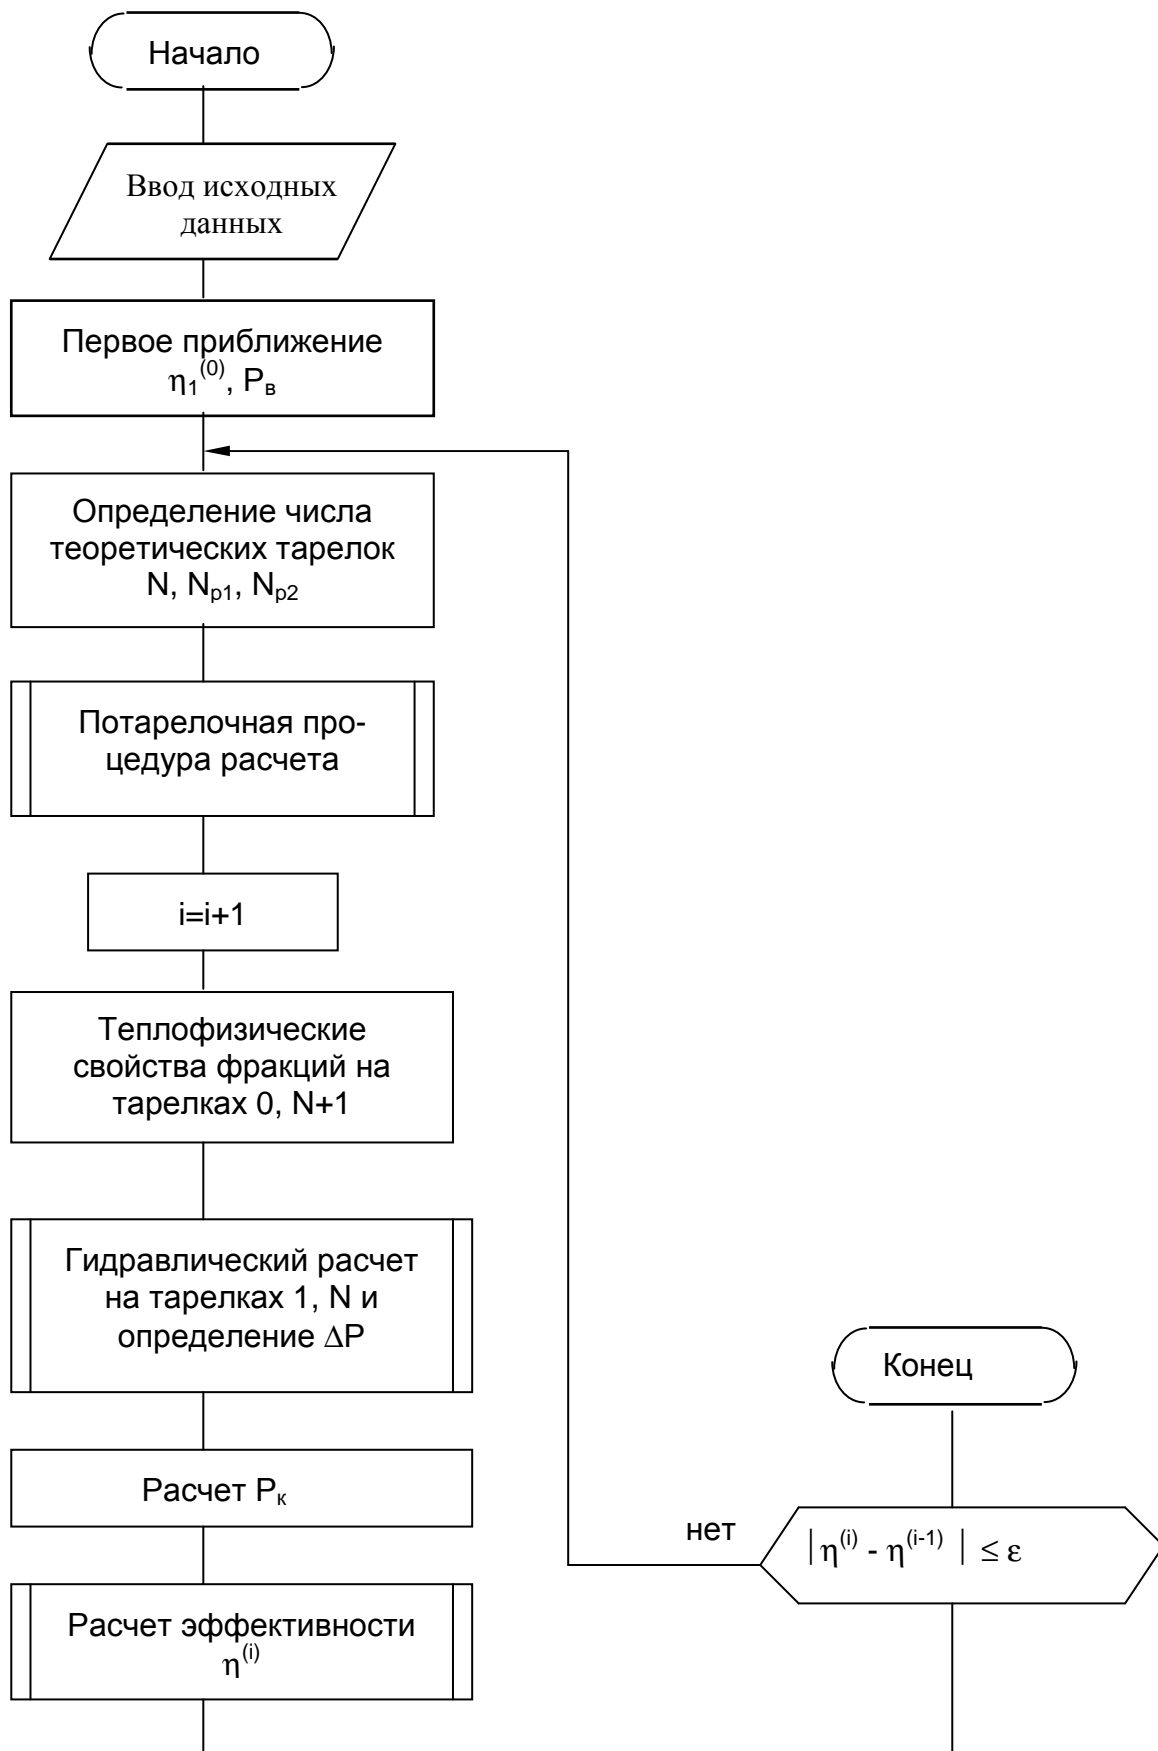 Начало
Ввод исходных
данных
Первое приближение
η₁⁽⁰⁾, Pв
Определение числа
теоретических тарелок
N, Nр1, Nр2
Потарелочная про-
цедура расчета
i=i+1
Теплофизические
свойства фракций на
тарелках 0, N+1
Гидравлический расчет
на тарелках 1, N и
определение ΔP
Расчет Pк
Расчет эффективности
η⁽ⁱ⁾
Конец
нет
|η⁽ⁱ⁾ - η⁽ⁱ⁻¹⁾ | ≤ ε